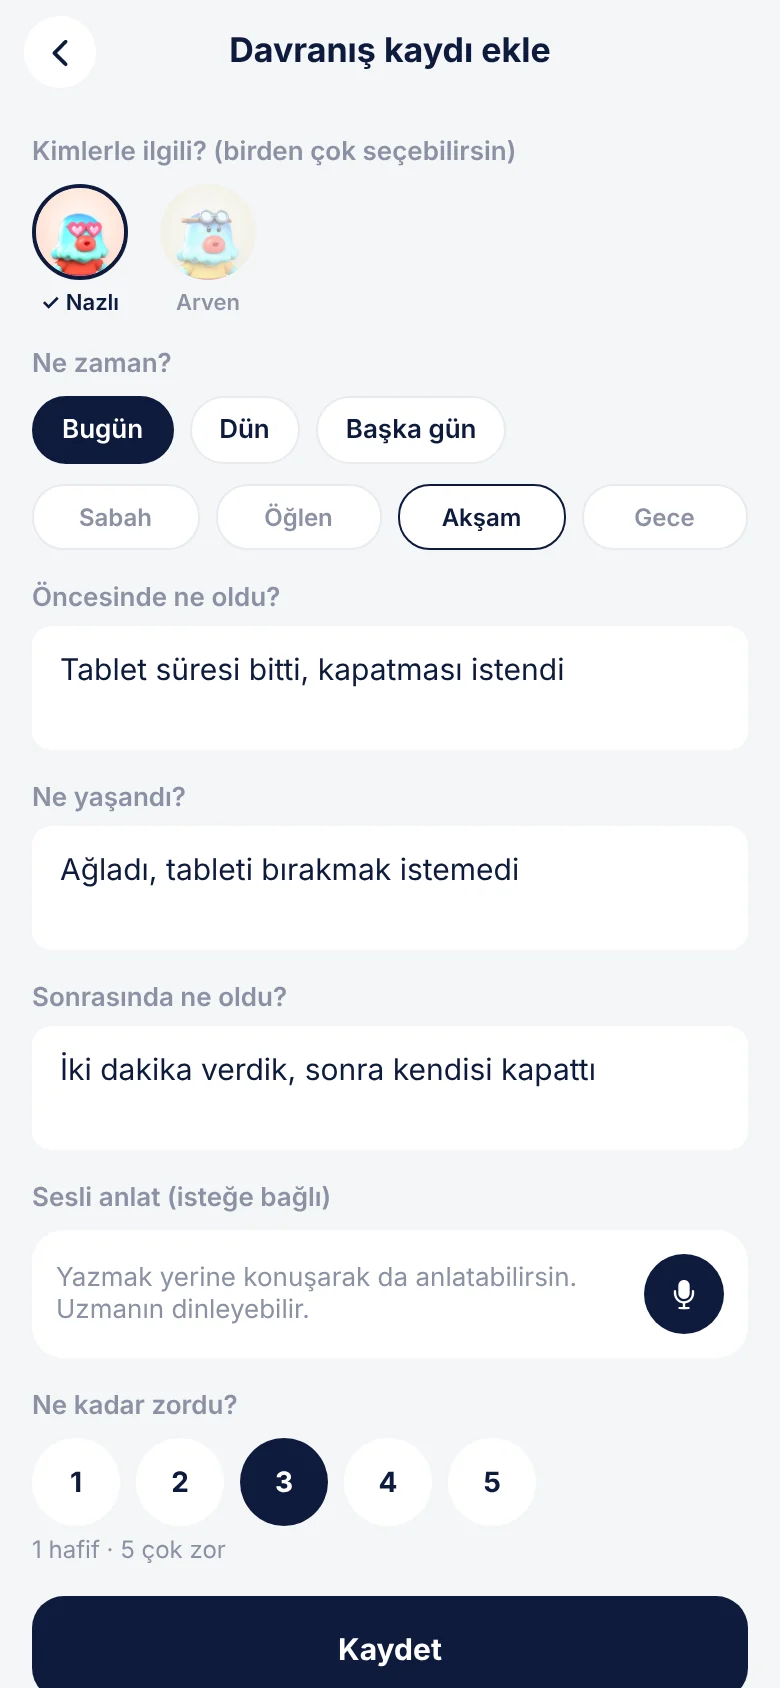 Davranış kaydı ekle
Kimlerle ilgili? (birden çok seçebilirsin)
Nazlı
Arven
Ne zaman?
Bugün
Dün
Başka gün
Sabah
Öğlen
Akşam
Gece
Öncesinde ne oldu?
Tablet süresi bitti, kapatması istendi
Ne yaşandı?
Ağladı, tableti bırakmak istemedi
Sonrasında ne oldu?
İki dakika verdik, sonra kendisi kapattı
Sesli anlat (isteğe bağlı)
Yazmak yerine konuşarak da anlatabilirsin.
Uzmanın dinleyebilir.
Ne kadar zordu?
1
2
3
4
5
1 hafif · 5 çok zor
Kaydet